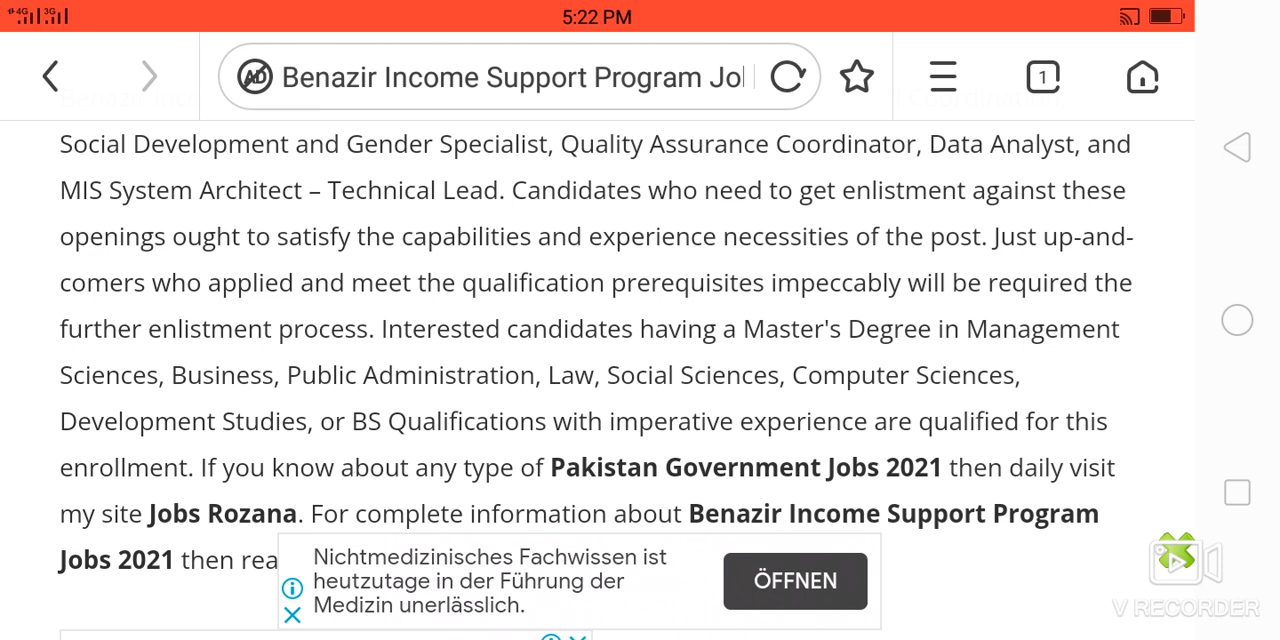 4G 3G 5:22 PM
AD Benazir Income Support Program Jo 1
Social Development and Gender Specialist, Quality Assurance Coordinator, Data Analyst, and
MIS System Architect – Technical Lead. Candidates who need to get enlistment against these
openings ought to satisfy the capabilities and experience necessities of the post. Just up-and-
comers who applied and meet the qualification prerequisites impeccably will be required the
further enlistment process. Interested candidates having a Master's Degree in Management
Sciences, Business, Public Administration, Law, Social Sciences, Computer Sciences,
Development Studies, or BS Qualifications with imperative experience are qualified for this
enrollment. If you know about any type of Pakistan Government Jobs 2021 then daily visit
my site Jobs Rozana. For complete information about Benazir Income Support Program
Jobs 2021 then rea
Nichtmedizinisches Fachwissen ist
heutzutage in der Führung der
Medizin unerlässlich.
ÖFFNEN
V RECORDER